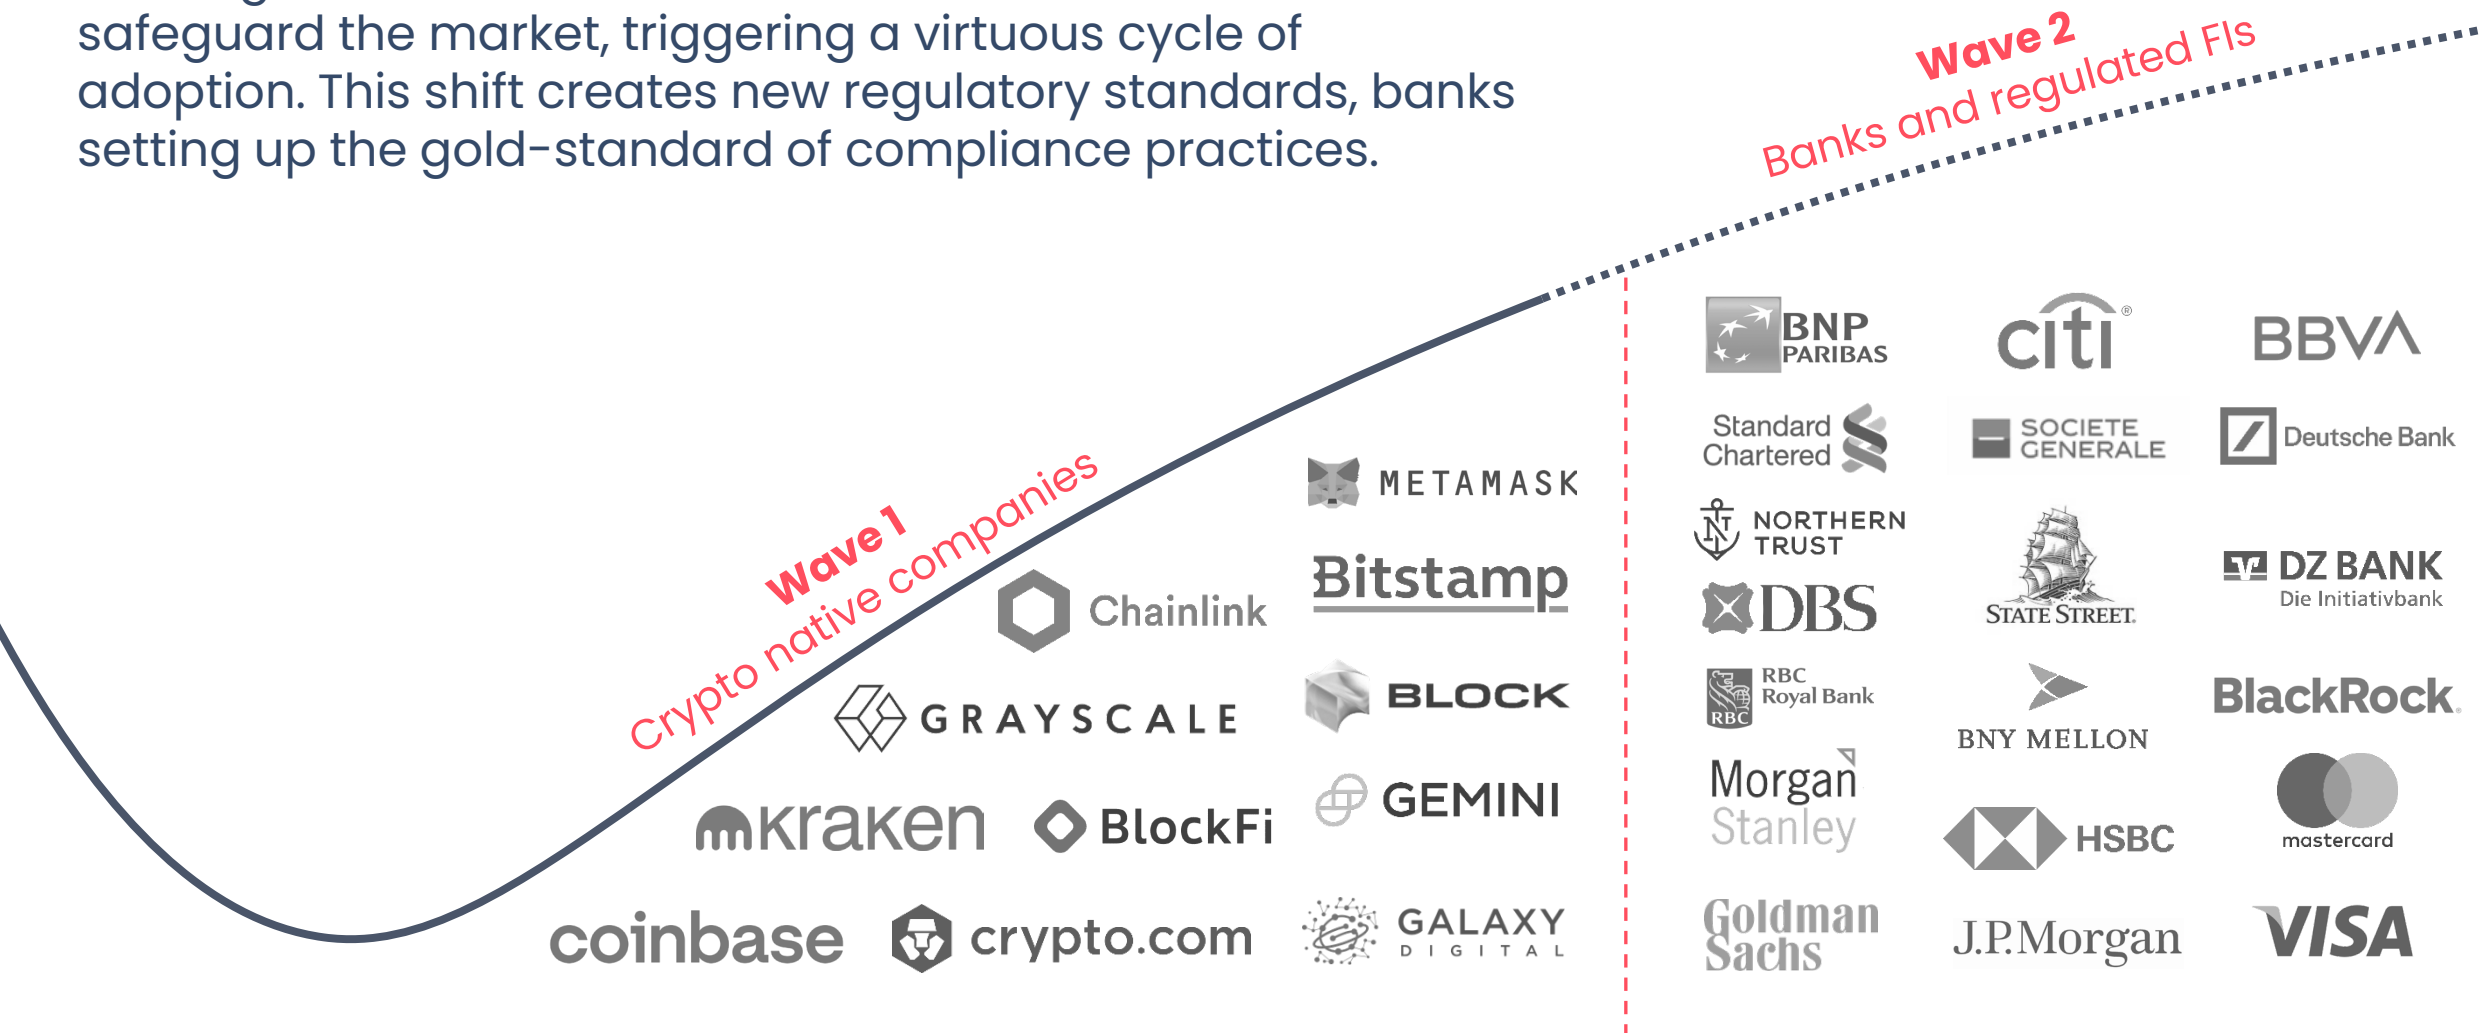 safeguard the market, triggering a virtuous cycle of
adoption. This shift creates new regulatory standards, banks
setting up the gold-standard of compliance practices.
Wave 2
Banks and regulated FIs
Wave 1
Crypto native companies
METAMASK
Bitstamp
Chainlink
BLOCK
GRAYSCALE
GEMINI
kraken
BlockFi
coinbase
crypto.com
GALAXY
DIGITAL
BNP
PARIBAS
citi®
BBVA
Standard
Chartered
SOCIETE
GENERALE
Deutsche Bank
NORTHERN
TRUST
STATE STREET.
DZ BANK
Die Initiativbank
DBS
RBC
RBC
Royal Bank
BNY MELLON
BlackRock.
Morgan
Stanley
HSBC
mastercard
Goldman
Sachs
J.P.Morgan
VISA